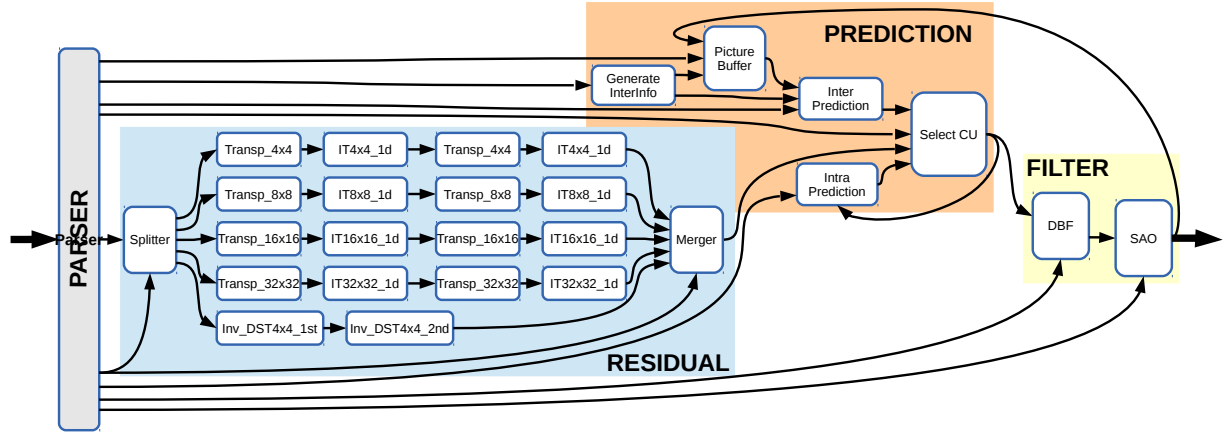 PREDICTION
Picture
Buffer
Generate
InterInfo
Inter
Prediction
Select CU
Intra
Prediction
PARSER
Parser
Splitter
Transp_4x4
IT4x4_1d
Transp_4x4
IT4x4_1d
Transp_8x8
IT8x8_1d
Transp_8x8
IT8x8_1d
Transp_16x16
IT16x16_1d
Transp_16x16
IT16x16_1d
Transp_32x32
IT32x32_1d
Transp_32x32
IT32x32_1d
Inv_DST4x4_1st
Inv_DST4x4_2nd
Merger
RESIDUAL
FILTER
DBF
SAO